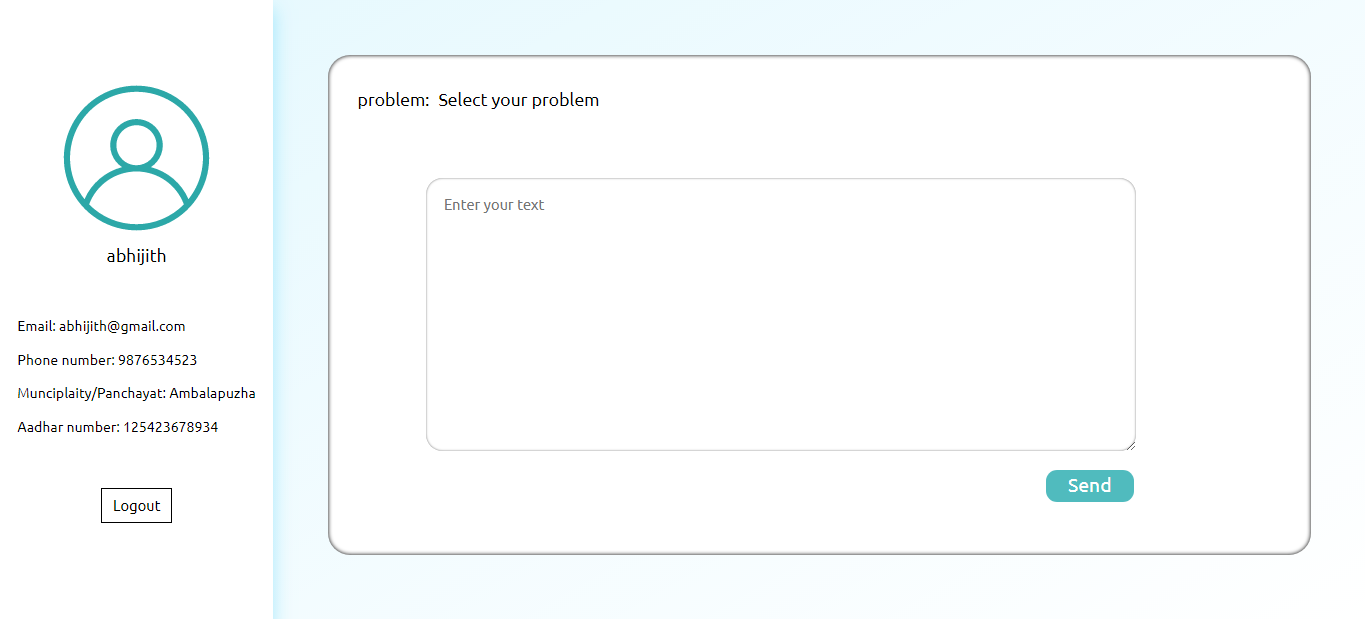 abhijith
Email: abhijith@gmail.com
Phone number: 9876534523
Munciplaity/Panchayat: Ambalapuzha
Aadhar number: 125423678934
Logout
problem: Select your problem
Enter your text
Send